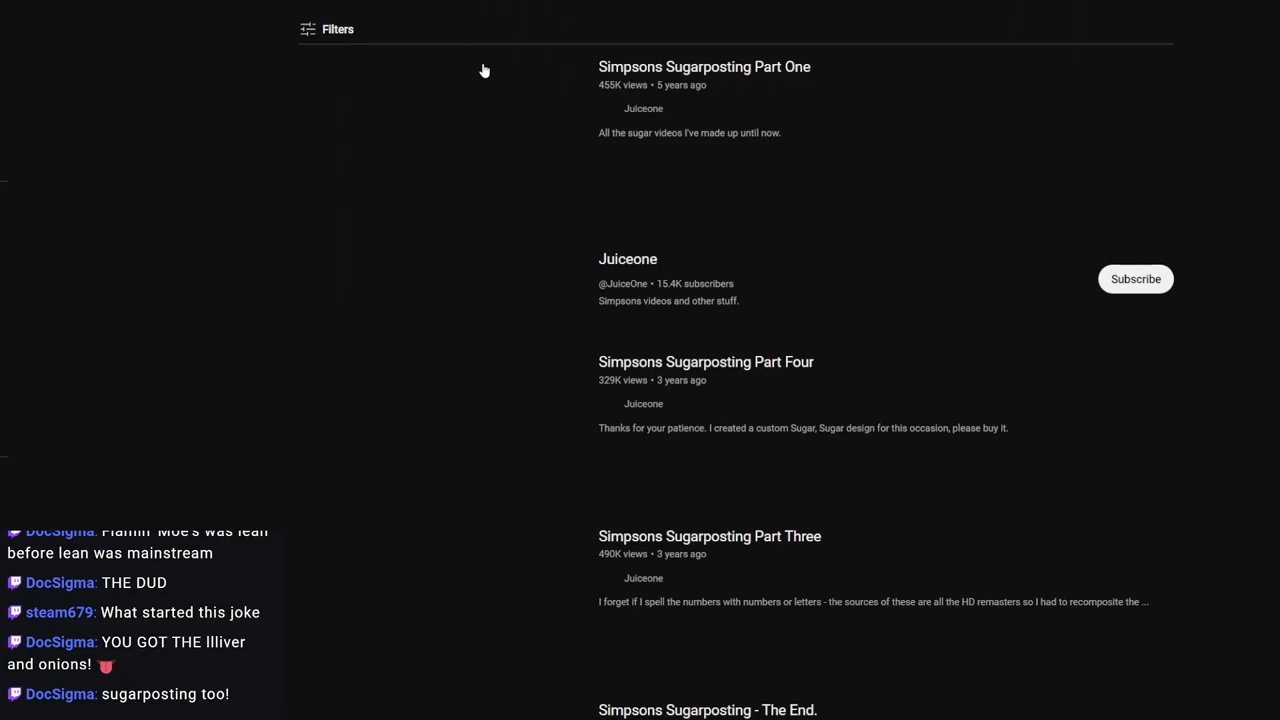 Filters
Simpsons Sugarposting Part One
455K views • 5 years ago
Juiceone
All the sugar videos I've made up until now.
Juiceone
@JuiceOne • 15.4K subscribers
Simpsons videos and other stuff.
Subscribe
Simpsons Sugarposting Part Four
329K views • 3 years ago
Juiceone
Thanks for your patience. I created a custom Sugar, Sugar design for this occasion, please buy it.
Simpsons Sugarposting Part Three
490K views • 3 years ago
Juiceone
I forget if I spell the numbers with numbers or letters - the sources of these are all the HD remasters so I had to recomposite the ...
Simpsons Sugarposting - The End.
DocSigma: Flamin' Moe's was lean
before lean was mainstream
DocSigma: THE DUD
steam679: What started this joke
DocSigma: YOU GOT THE llliver
and onions! 👅
DocSigma: sugarposting too!